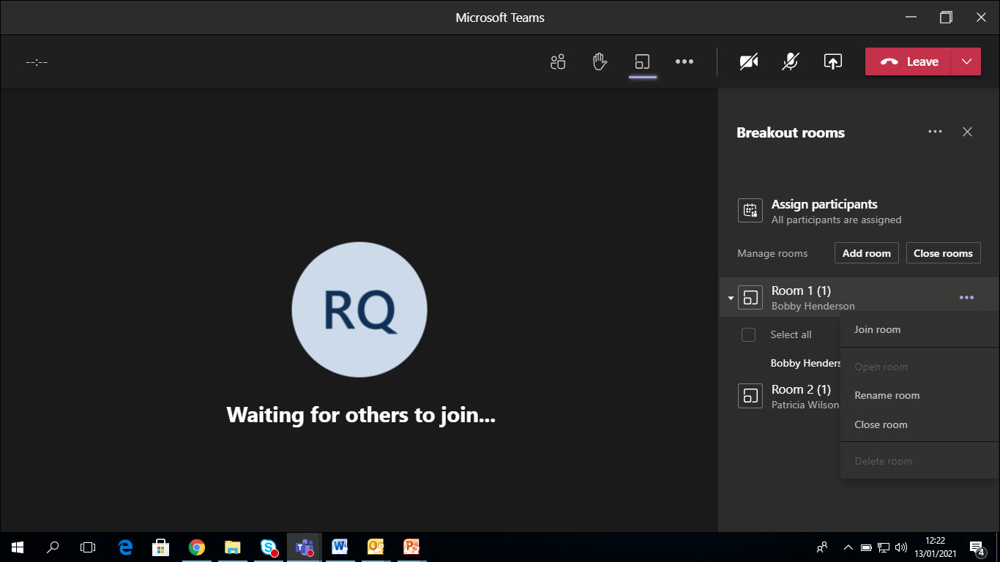 Microsoft Teams
--:--
Leave
Breakout rooms
Assign participants
All participants are assigned
Manage rooms
Add room
Close rooms
Room 1 (1)
Bobby Henderson
Join room
Select all
Bobby Henders
Open room
Room 2 (1)
Patricia Wilson
Rename room
Close room
Delete room
RQ
Waiting for others to join...
12:22
13/01/2021
4